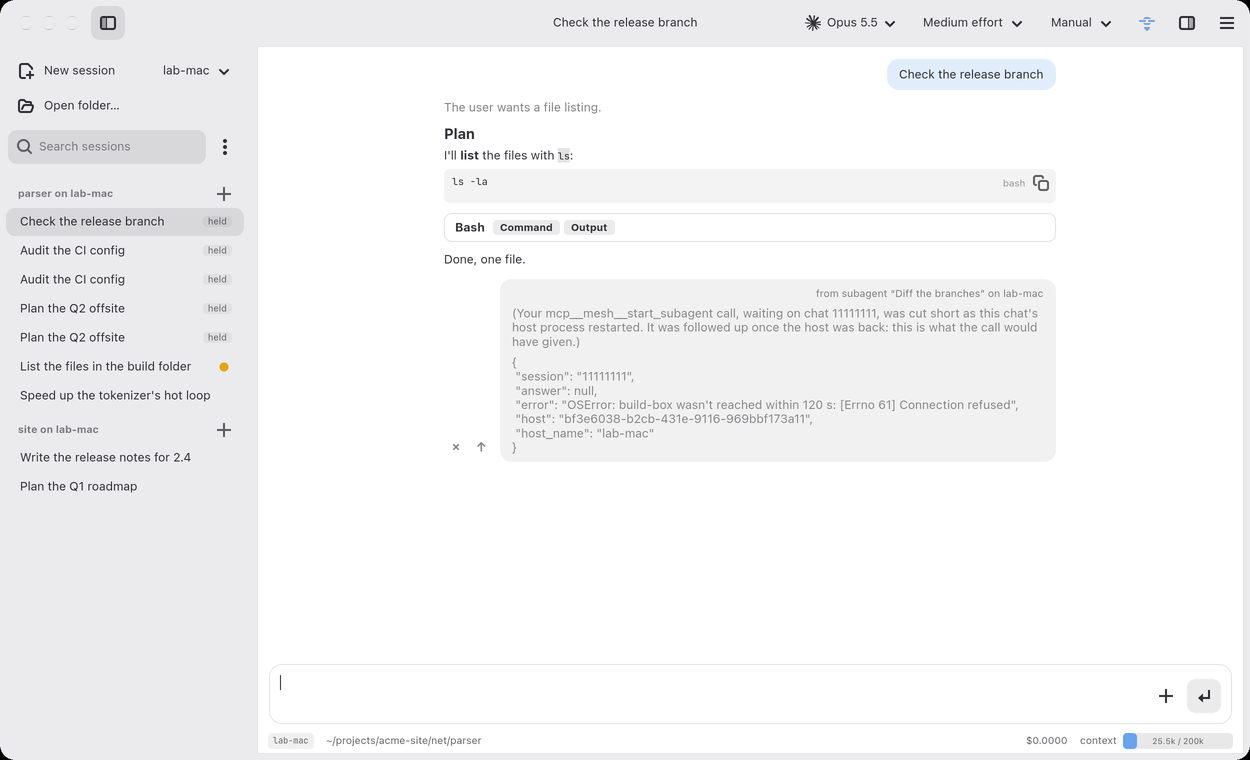 Check the release branch
Opus 5.5
Medium effort
Manual
New session
lab-mac
Open folder...
Search sessions
parser on lab-mac
Check the release branch
held
Audit the CI config
held
Audit the CI config
held
Plan the Q2 offsite
held
Plan the Q2 offsite
held
List the files in the build folder
Speed up the tokenizer's hot loop
site on lab-mac
Write the release notes for 2.4
Plan the Q1 roadmap
Check the release branch
The user wants a file listing.
Plan
I'll list the files with ls:
ls -la
bash
Bash Command Output
Done, one file.
from subagent “Diff the branches” on lab-mac
(Your mcp__mesh__start_subagent call, waiting on chat 11111111, was cut short as this chat's
host process restarted. It was followed up once the host was back: this is what the call would
have given.)
{
"session": "11111111",
"answer": null,
"error": "OSError: build-box wasn't reached within 120 s: [Errno 61] Connection refused",
"host": "bf3e6038-b2cb-431e-9116-969bbf173a11",
"host_name": "lab-mac"
}
lab-mac
~/projects/acme-site/net/parser
$0.0000
context
25.5k / 200k